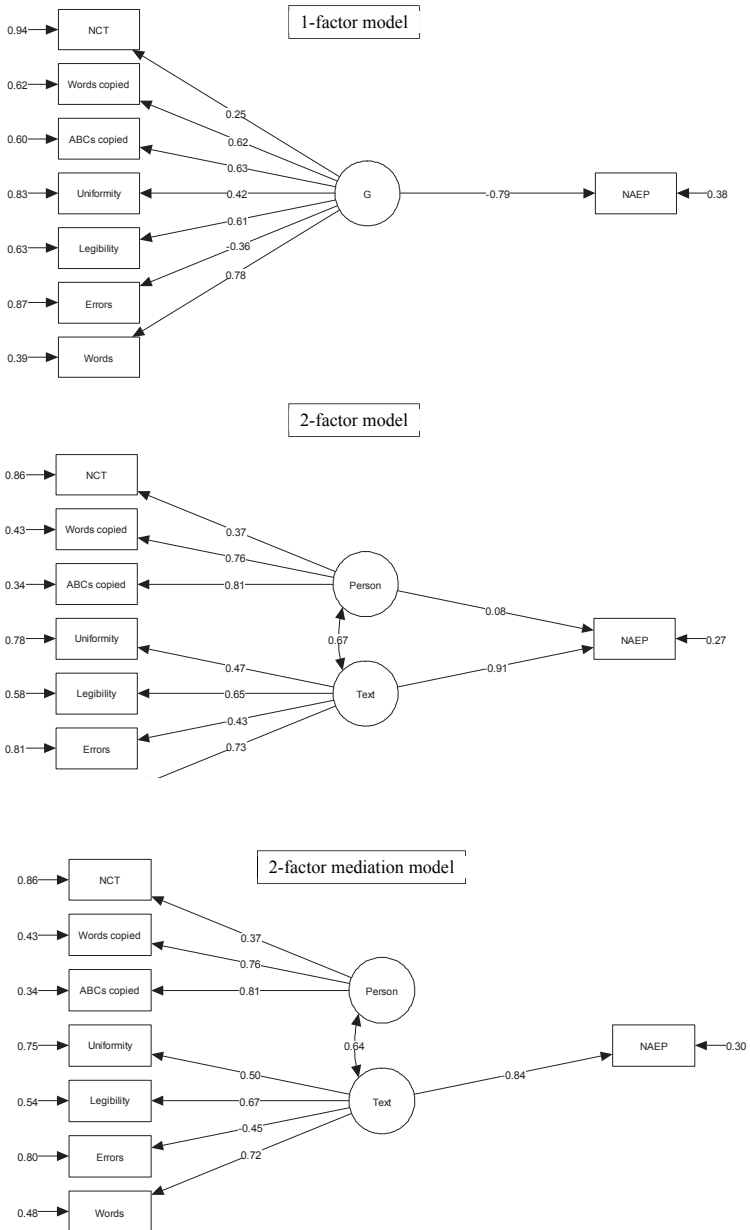 1-factor model
0.94 NCT
0.62 Words copied
0.60 ABCs copied
0.83 Uniformity
0.63 Legibility
0.87 Errors
0.39 Words
0.25
0.62
0.63
0.42
0.61
-0.36
0.78
G
-0.79
NAEP 0.38
2-factor model
0.86 NCT
0.43 Words copied
0.34 ABCs copied
0.78 Uniformity
0.58 Legibility
0.81 Errors
0.37
0.76
0.81
Person
0.67
0.47
0.65
-0.43
0.73
Text
0.08
-0.91
NAEP 0.27
2-factor mediation model
0.86 NCT
0.43 Words copied
0.34 ABCs copied
0.75 Uniformity
0.54 Legibility
0.80 Errors
0.48 Words
0.37
0.76
0.81
Person
0.64
0.50
0.67
-0.45
0.72
Text
-0.84
NAEP 0.30